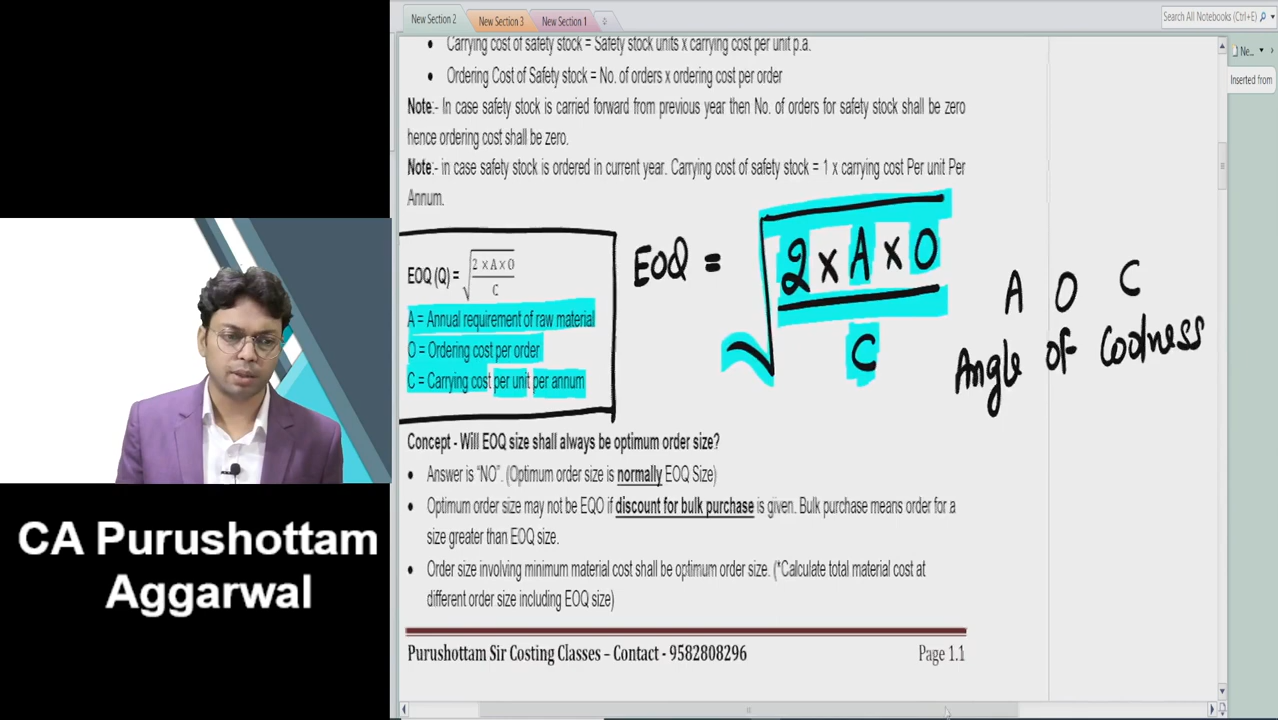 New Section 2
New Section 3
New Section 1
Search All Notebooks (Ctrl+E)
Ne...
Inserted from
• Carrying cost of safety stock = Safety stock units x carrying cost per unit p.a.
• Ordering Cost of Safety stock = No. of orders x ordering cost per order
Note:- In case safety stock is carried forward from previous year then No. of orders for safety stock shall be zero
hence ordering cost shall be zero.
Note:- in case safety stock is ordered in current year. Carrying cost of safety stock = 1 x carrying cost Per unit Per
Annum.
EOQ (Q) = √(2 × A × O / C)
A = Annual requirement of raw material
O = Ordering cost per order
C = Carrying cost per unit per annum
EOQ = √(2 × A × O / C)
A O C
Angle of Coolness
Concept - Will EOQ size shall always be optimum order size?
• Answer is "NO". (Optimum order size is normally EOQ Size)
• Optimum order size may not be EQO if discount for bulk purchase is given. Bulk purchase means order for a
size greater than EOQ size.
• Order size involving minimum material cost shall be optimum order size. (*Calculate total material cost at
different order size including EOQ size)
Purushottam Sir Costing Classes – Contact - 9582808296
Page 1.1
CA Purushottam
Aggarwal